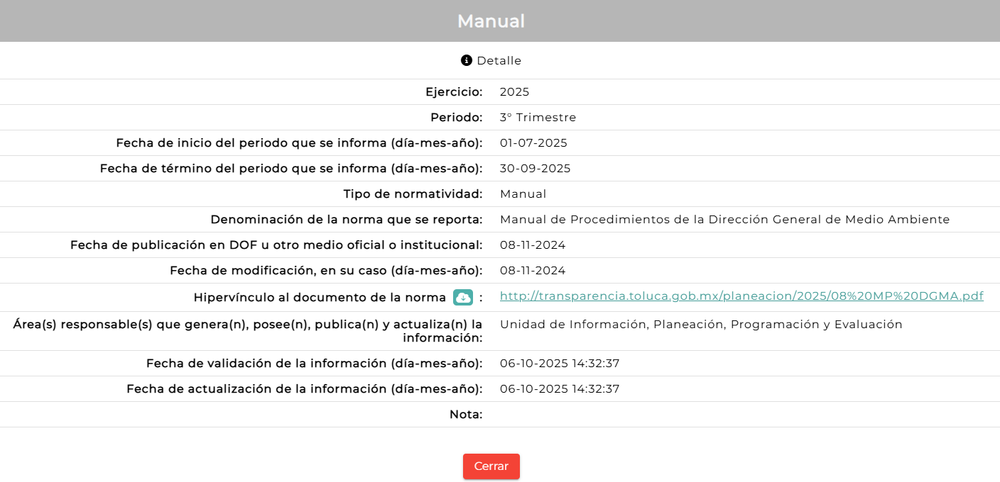 Manual
Detalle
Ejercicio: 2025
Periodo: 3° Trimestre
Fecha de inicio del periodo que se informa (día-mes-año): 01-07-2025
Fecha de término del periodo que se informa (día-mes-año): 30-09-2025
Tipo de normatividad: Manual
Denominación de la norma que se reporta: Manual de Procedimientos de la Dirección General de Medio Ambiente
Fecha de publicación en DOF u otro medio oficial o institucional: 08-11-2024
Fecha de modificación, en su caso (día-mes-año): 08-11-2024
Hipervínculo al documento de la norma : http://transparencia.toluca.gob.mx/planeacion/2025/08%20MP%20DGMA.pdf
Área(s) responsable(s) que genera(n), posee(n), publica(n) y actualiza(n) la Unidad de Información, Planeación, Programación y Evaluación
información:
Fecha de validación de la información (día-mes-año): 06-10-2025 14:32:37
Fecha de actualización de la información (día-mes-año): 06-10-2025 14:32:37
Nota:
Cerrar